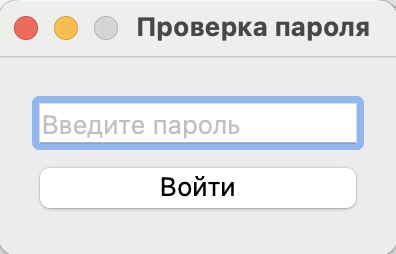 Проверка пароля
Введите пароль
Войти